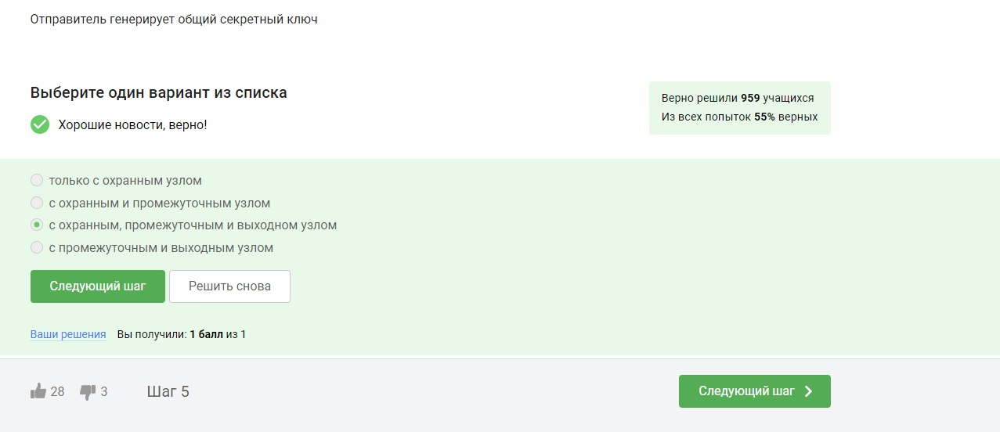 Отправитель генерирует общий секретный ключ
Выберите один вариант из списка
Верно решили 959 учащихся
Из всех попыток 55% верных
Хорошие новости, верно!
только с охранным узлом
с охранным и промежуточным узлом
с охранным, промежуточным и выходном узлом
с промежуточным и выходным узлом
Следующий шаг
Решить снова
Ваши решения Вы получили: 1 балл из 1
28 3 Шаг 5 Следующий шаг